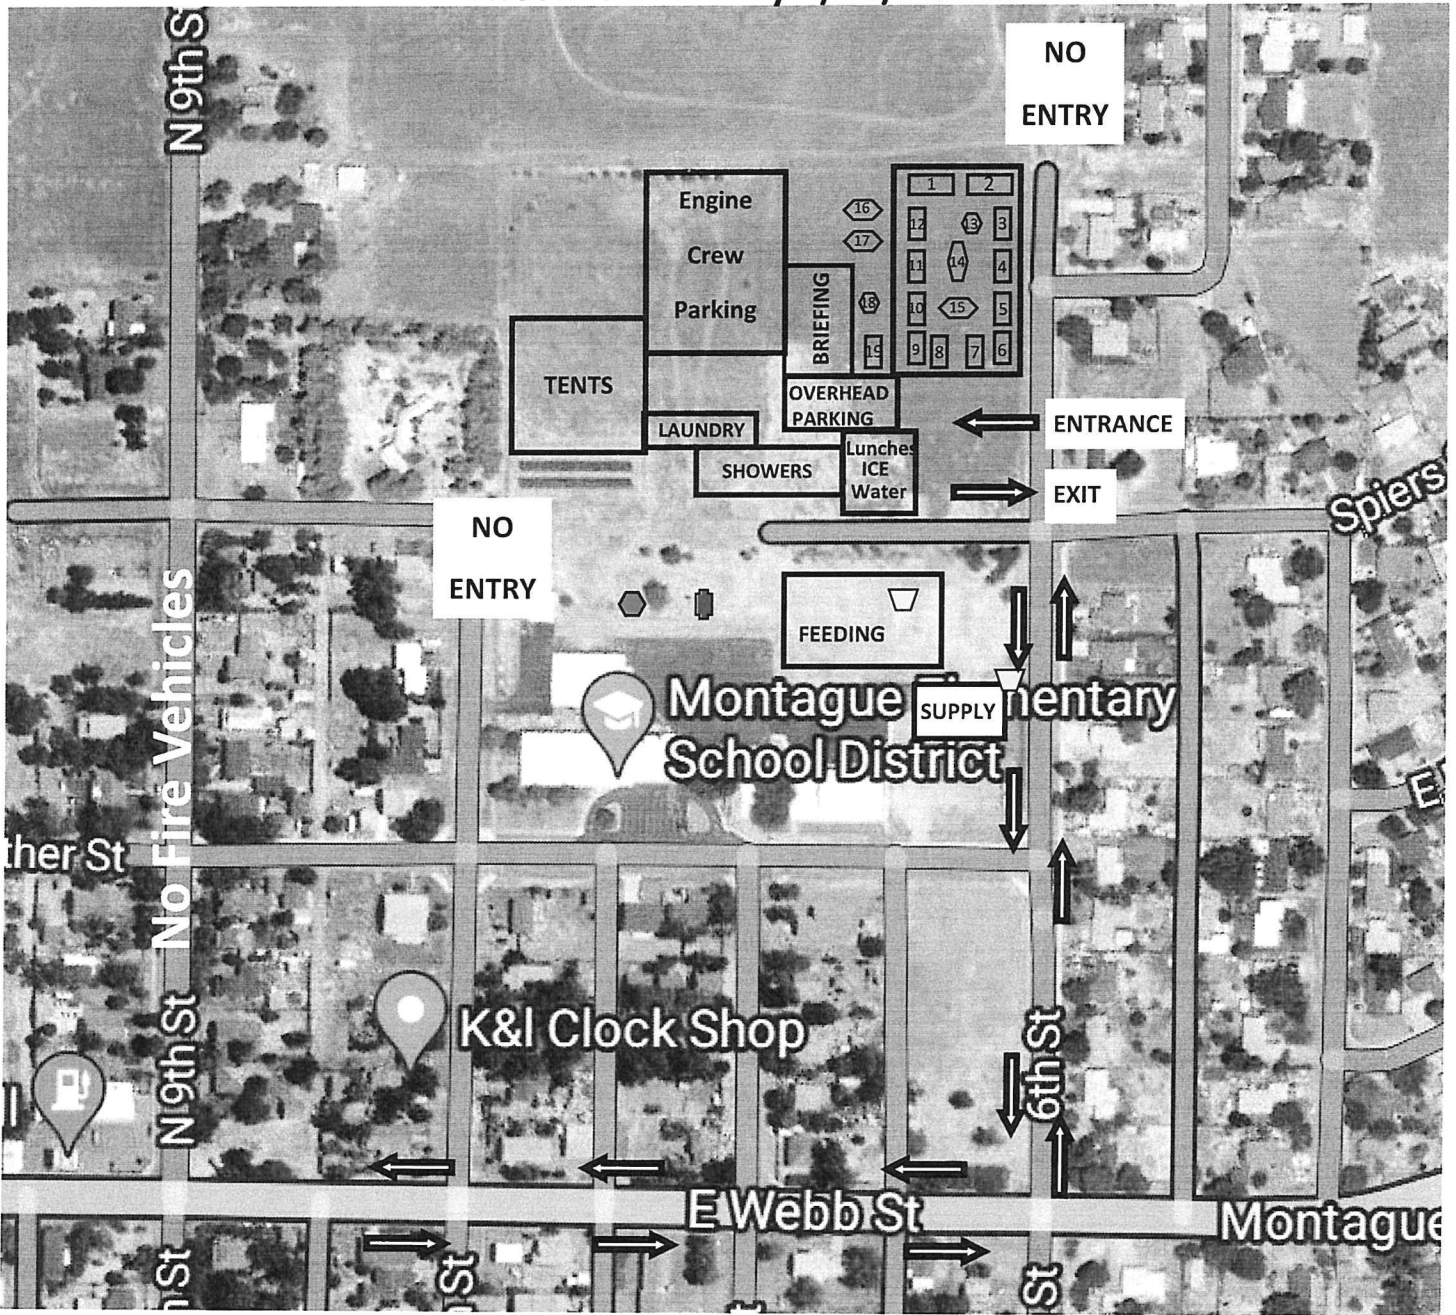 N 9th St
NO
ENTRY
Engine
Crew
Parking
1
2
16
12
13
3
17
11
14
4
BRIEFING
18
10
15
5
19
9
8
7
6
TENTS
OVERHEAD
PARKING
LAUNDRY
ENTRANCE
Lunches
ICE
Water
SHOWERS
EXIT
Spiers
NO
ENTRY
No Fire Vehicles
FEEDING
Montague
SUPPLY
mentary
School District
E
ther St
K&I Clock Shop
N 9th St
6th St
ll
E Webb St
Montague
h St
h St
St
t